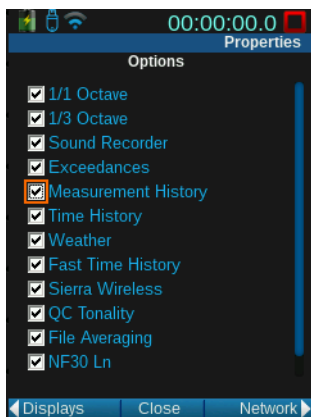 00:00:00.0
Properties
Options
1/1 Octave
1/3 Octave
Sound Recorder
Exceedances
Measurement History
Time History
Weather
Fast Time History
Sierra Wireless
QC Tonality
File Averaging
NF30 Ln
Displays Close Network